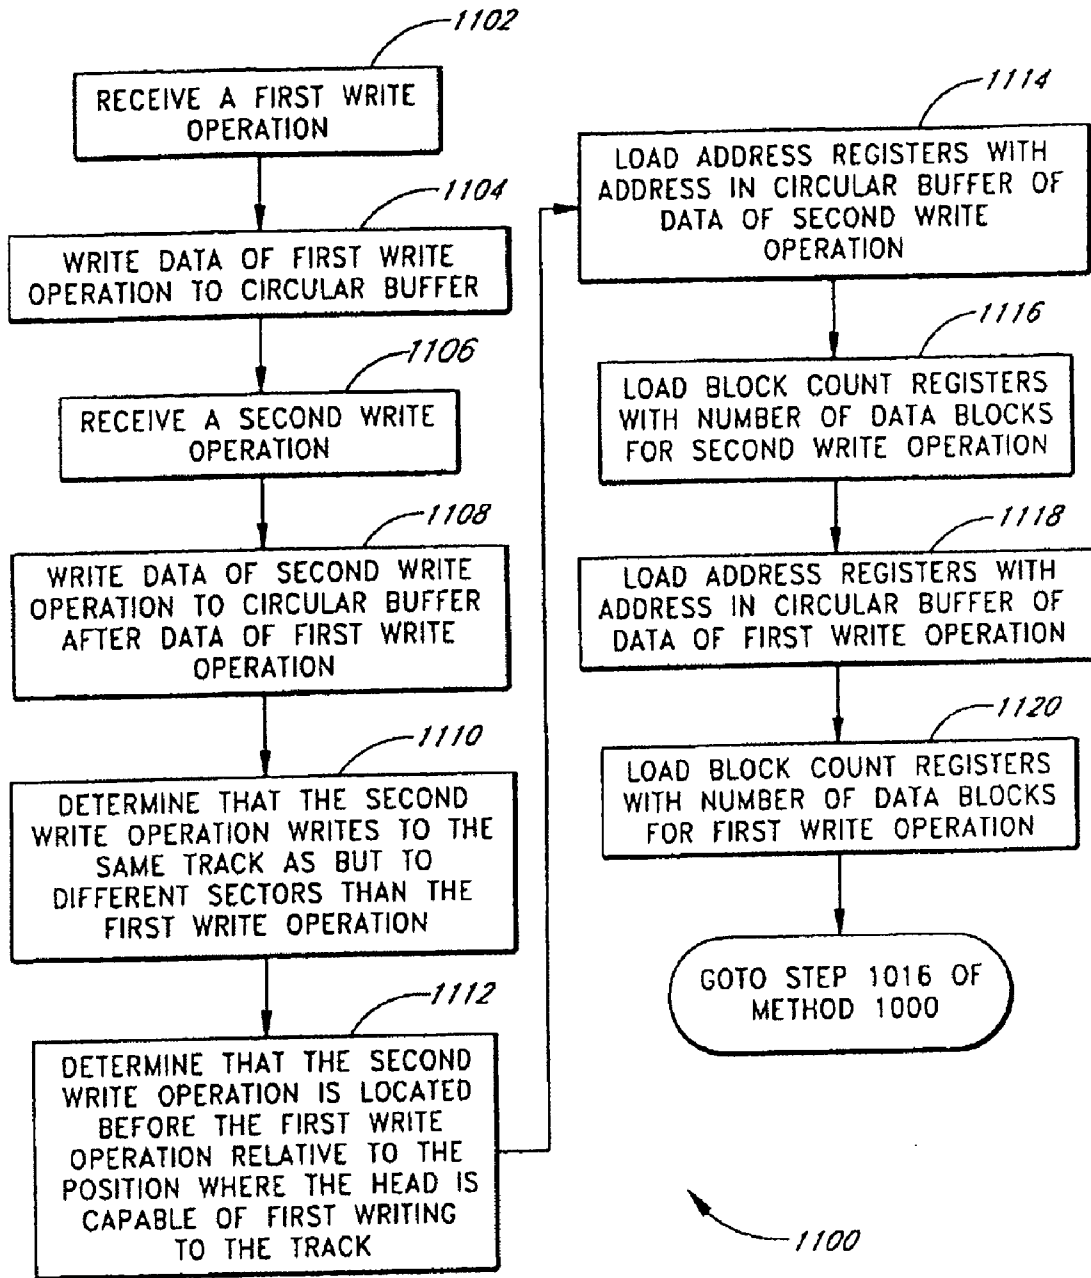 1102
RECEIVE A FIRST WRITE
OPERATION
1104
WRITE DATA OF FIRST WRITE
OPERATION TO CIRCULAR BUFFER
1106
RECEIVE A SECOND WRITE
OPERATION
1108
WRITE DATA OF SECOND WRITE
OPERATION TO CIRCULAR BUFFER
AFTER DATA OF FIRST WRITE
OPERATION
1110
DETERMINE THAT THE SECOND
WRITE OPERATION WRITES TO THE
SAME TRACK AS BUT TO
DIFFERENT SECTORS THAN THE
FIRST WRITE OPERATION
1112
DETERMINE THAT THE SECOND
WRITE OPERATION IS LOCATED
BEFORE THE FIRST WRITE
OPERATION RELATIVE TO THE
POSITION WHERE THE HEAD IS
CAPABLE OF FIRST WRITING
TO THE TRACK
1114
LOAD ADDRESS REGISTERS WITH
ADDRESS IN CIRCULAR BUFFER OF
DATA OF SECOND WRITE
OPERATION
1116
LOAD BLOCK COUNT REGISTERS
WITH NUMBER OF DATA BLOCKS
FOR SECOND WRITE OPERATION
1118
LOAD ADDRESS REGISTERS WITH
ADDRESS IN CIRCULAR BUFFER OF
DATA OF FIRST WRITE OPERATION
1120
LOAD BLOCK COUNT REGISTERS
WITH NUMBER OF DATA BLOCKS
FOR FIRST WRITE OPERATION
GOTO STEP 1016 OF
METHOD 1000
1100